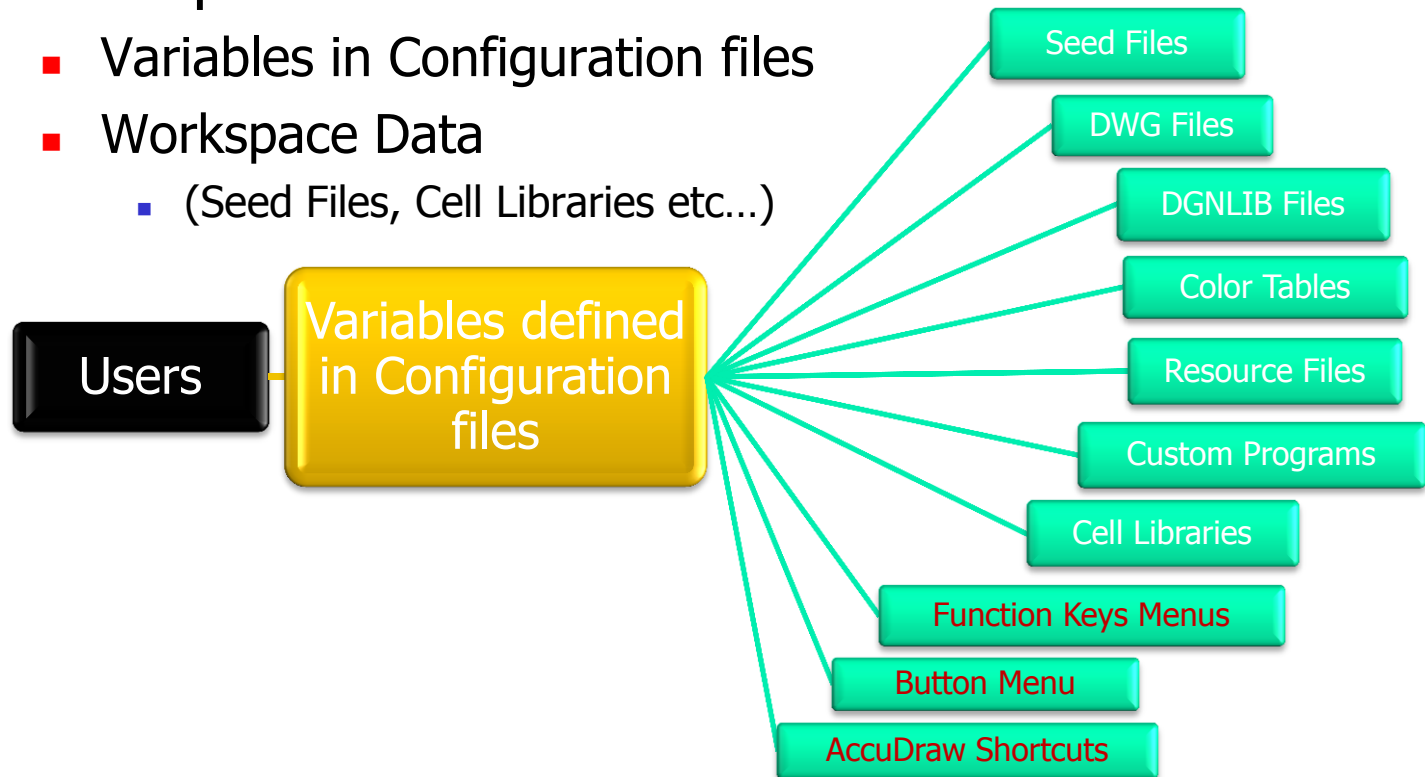 Variables in Configuration files
Workspace Data
(Seed Files, Cell Libraries etc…)
Users
Variables defined
in Configuration
files
Seed Files
DWG Files
DGNLIB Files
Color Tables
Resource Files
Custom Programs
Cell Libraries
Function Keys Menus
Button Menu
AccuDraw Shortcuts